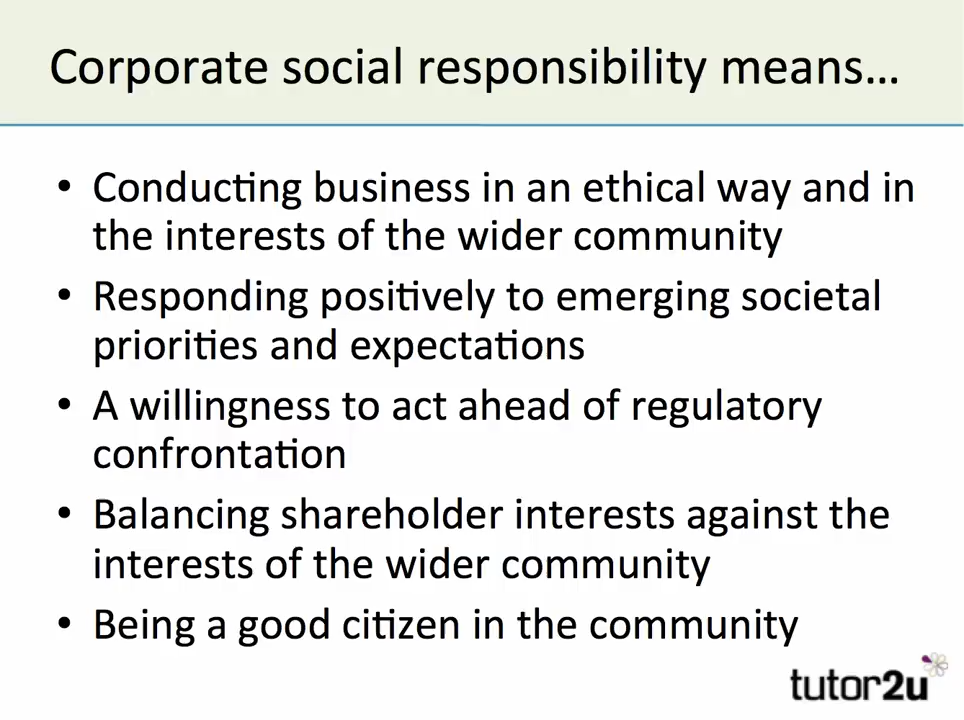 Corporate social responsibility means…
• Conducting business in an ethical way and in
the interests of the wider community
• Responding positively to emerging societal
priorities and expectations
• A willingness to act ahead of regulatory
confrontation
• Balancing shareholder interests against the
interests of the wider community
• Being a good citizen in the community
tutor2u